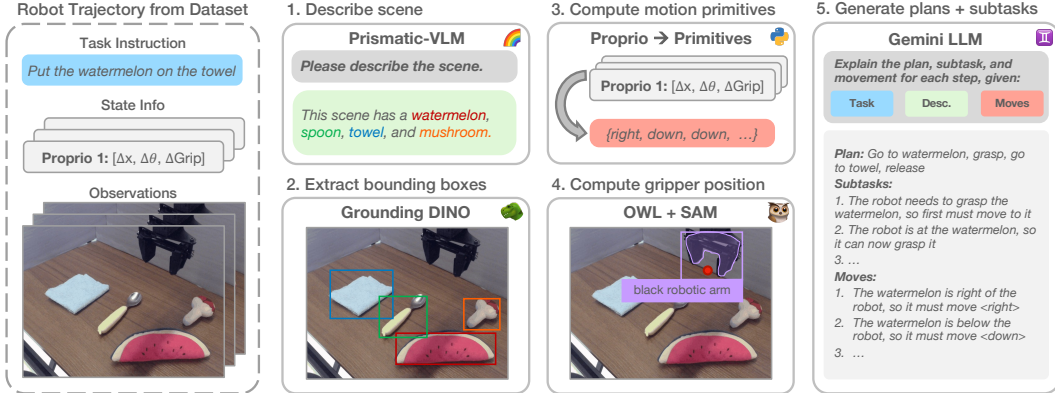 Robot Trajectory from Dataset
Task Instruction
Put the watermelon on the towel
State Info
Proprio 1: [Δx, Δθ, ΔGrip]
Observations
1. Describe scene
Prismatic-VLM
Please describe the scene.
This scene has a watermelon,
spoon, towel, and mushroom.
2. Extract bounding boxes
Grounding DINO
3. Compute motion primitives
Proprio → Primitives
Proprio 1: [Δx, Δθ, ΔGrip]
{right, down, down, …}
4. Compute gripper position
OWL + SAM
black robotic arm
5. Generate plans + subtasks
Gemini LLM
Explain the plan, subtask, and
movement for each step, given:
Task Desc. Moves
Plan: Go to watermelon, grasp, go
to towel, release
Subtasks:
1. The robot needs to grasp the
watermelon, so first must move to it
2. The robot is at the watermelon, so
it can now grasp it
3. …
Moves:
1. The watermelon is right of the
robot, so it must move <right>
2. The watermelon is below the
robot, so it must move <down>
3. …